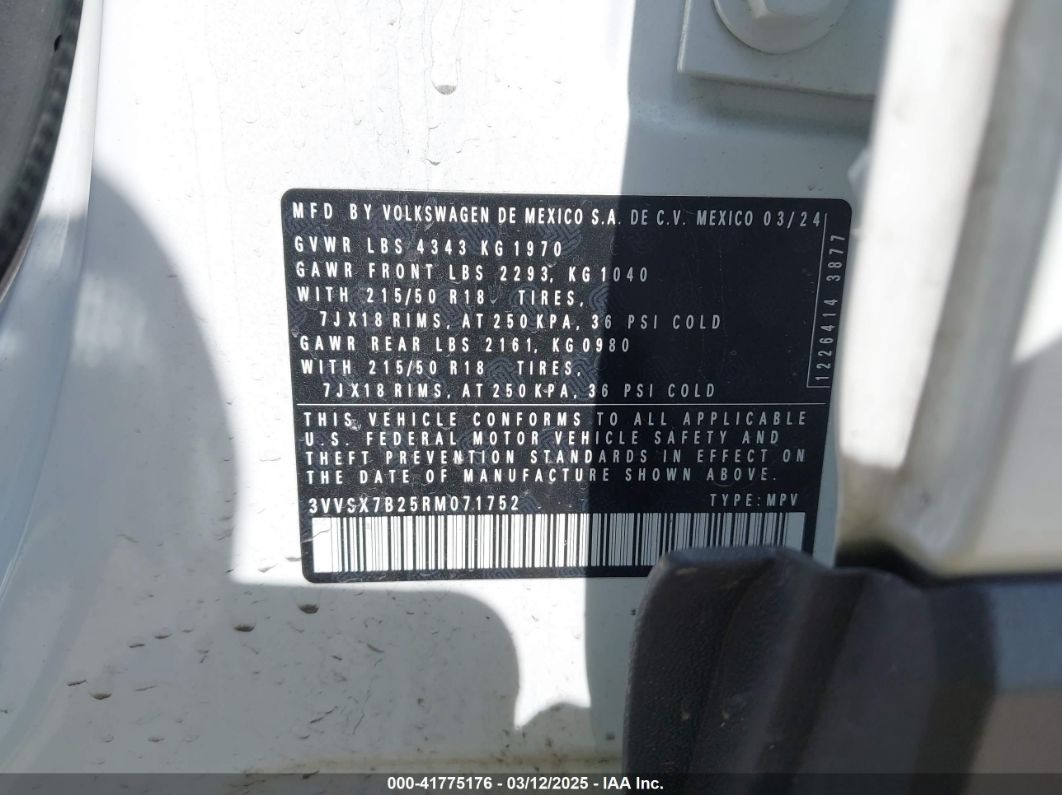 MFD BY VOLKSWAGEN DE MEXICO S.A. DE C.V. MEXICO 03/24
GVWR LBS 4343 KG 1970
GAWR FRONT LBS 2293, KG 1040
WITH 215/50 R18 TIRES,
7JX18 RIMS, AT 250 KPA, 36 PSI COLD
GAWR REAR LBS 2161, KG 0980
WITH 215/50 R18 TIRES,
7JX18 RIMS, AT 250 KPA, 36 PSI COLD
1226414 3877
THIS VEHICLE CONFORMS TO ALL APPLICABLE
U.S. FEDERAL MOTOR VEHICLE SAFETY AND
THEFT PREVENTION STANDARDS IN EFFECT ON
THE DATE OF MANUFACTURE SHOWN ABOVE.
3VVSX7B25RM071752 TYPE: MPV
000-41775176 - 03/12/2025 - IAA Inc.